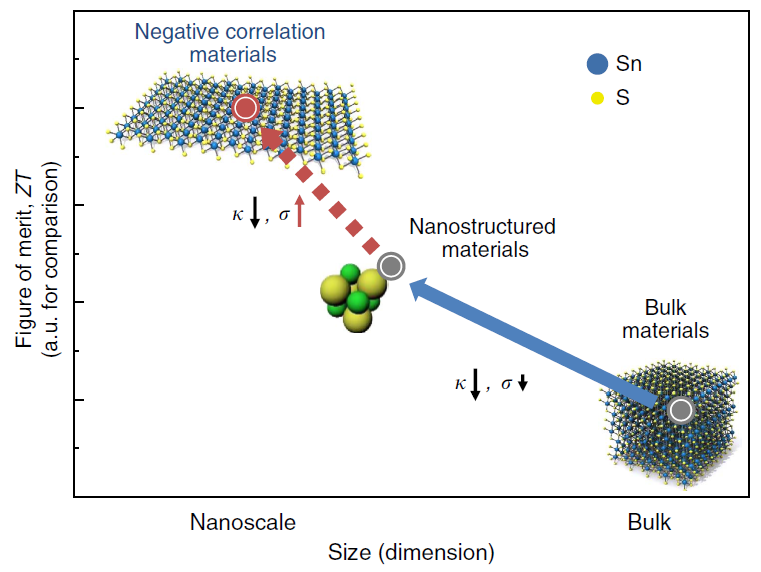 Negative correlation
materials
Sn
S
κ↓, σ↑
Nanostructured
materials
Bulk
materials
κ↓, σ↓
Figure of merit, ZT
(a.u. for comparison)
Nanoscale
Bulk
Size (dimension)